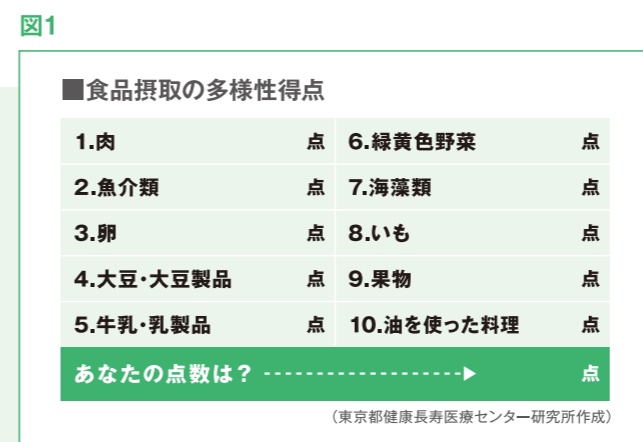 図1
■食品摂取の多様性得点
1.肉 点 6.緑黄色野菜 点
2.魚介類 点 7.海藻類 点
3.卵 点 8.いも 点
4.大豆・大豆製品 点 9.果物 点
5.牛乳・乳製品 点 10.油を使った料理 点
あなたの点数は? 点
(東京都健康長寿医療センター研究所作成)